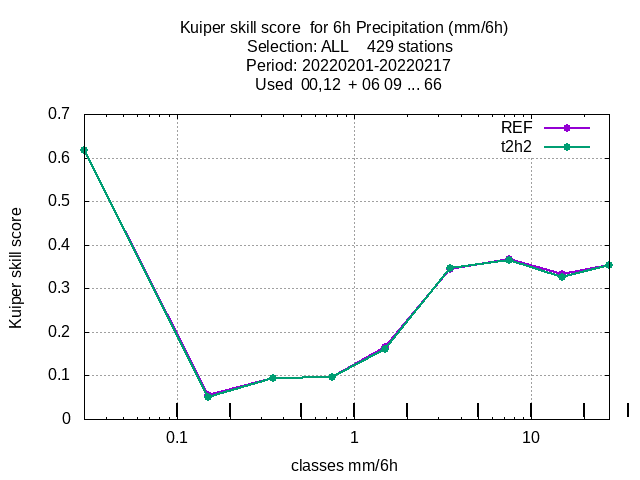 Kuiper skill score  for 6h Precipitation (mm/6h)
Selection: ALL    429 stations
Period: 20220201-20220217
Used  00,12  + 06 09 ... 66
REF
t2h2
0.7
0.6
0.5
0.4
0.3
0.2
0.1
0
Kuiper skill score
0.1 1 10
classes mm/6h